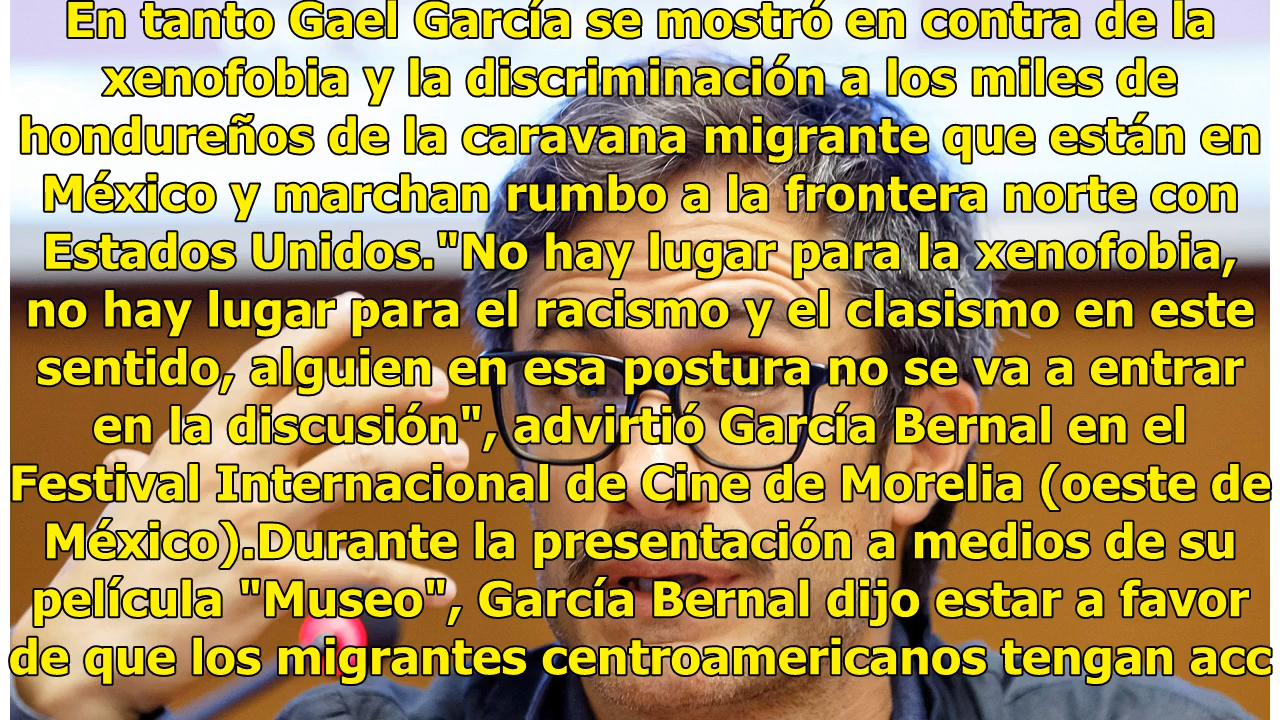 En tanto Gael García se mostró en contra de la
xenofobia y la discriminación a los miles de
hondureños de la caravana migrante que están en
México y marchan rumbo a la frontera norte con
Estados Unidos."No hay lugar para la xenofobia,
no hay lugar para el racismo y el clasismo en este
sentido, alguien en esa postura no se va a entrar
en la discusión", advirtió García Bernal en el
Festival Internacional de Cine de Morelia (oeste de
México).Durante la presentación a medios de su
película "Museo", García Bernal dijo estar a favor
de que los migrantes centroamericanos tengan acc